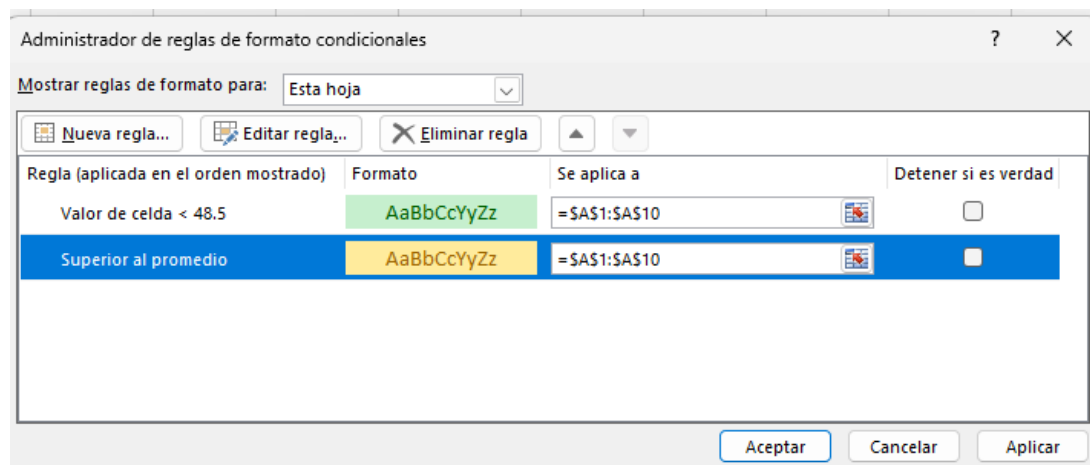 Administrador de reglas de formato condicionales ?
Mostrar reglas de formato para: Esta hoja
Nueva regla... Editar regla... Eliminar regla
Regla (aplicada en el orden mostrado) Formato Se aplica a Detener si es verdad
Valor de celda < 48.5 AaBbCcYyZz =$A$1:$A$10
Superior al promedio AaBbCcYyZz =$A$1:$A$10
Aceptar Cancelar Aplicar